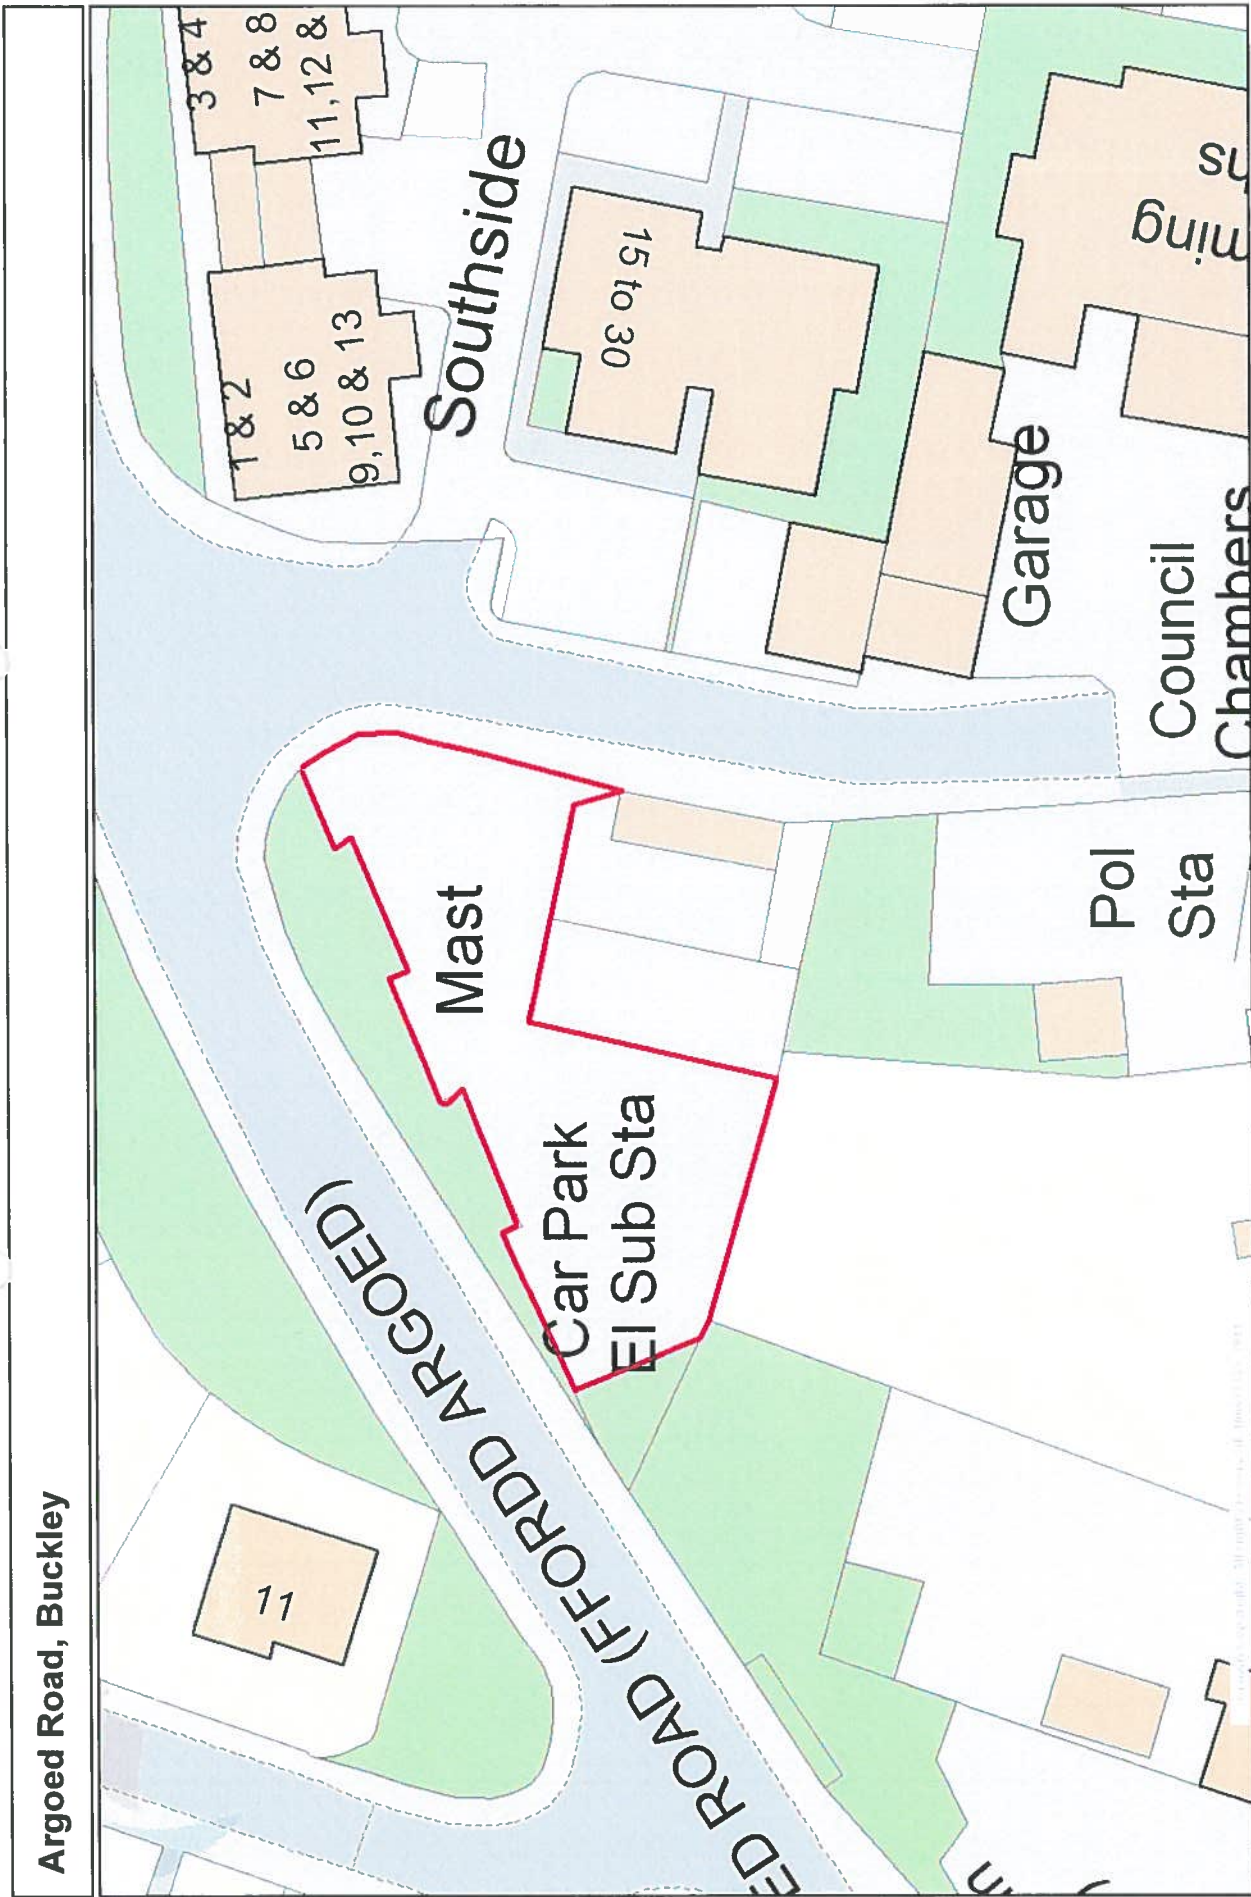 Argoed Road, Buckley
3 & 4
7 & 8
11,12 &
1 & 2
5 & 6
9,10 & 13
Southside
15 to 30
ming
hs
Garage
Council
Chambers
Mast
Car Park
El Sub Sta
Pol
Sta
ED ROAD (FFORDD ARGOED)
11